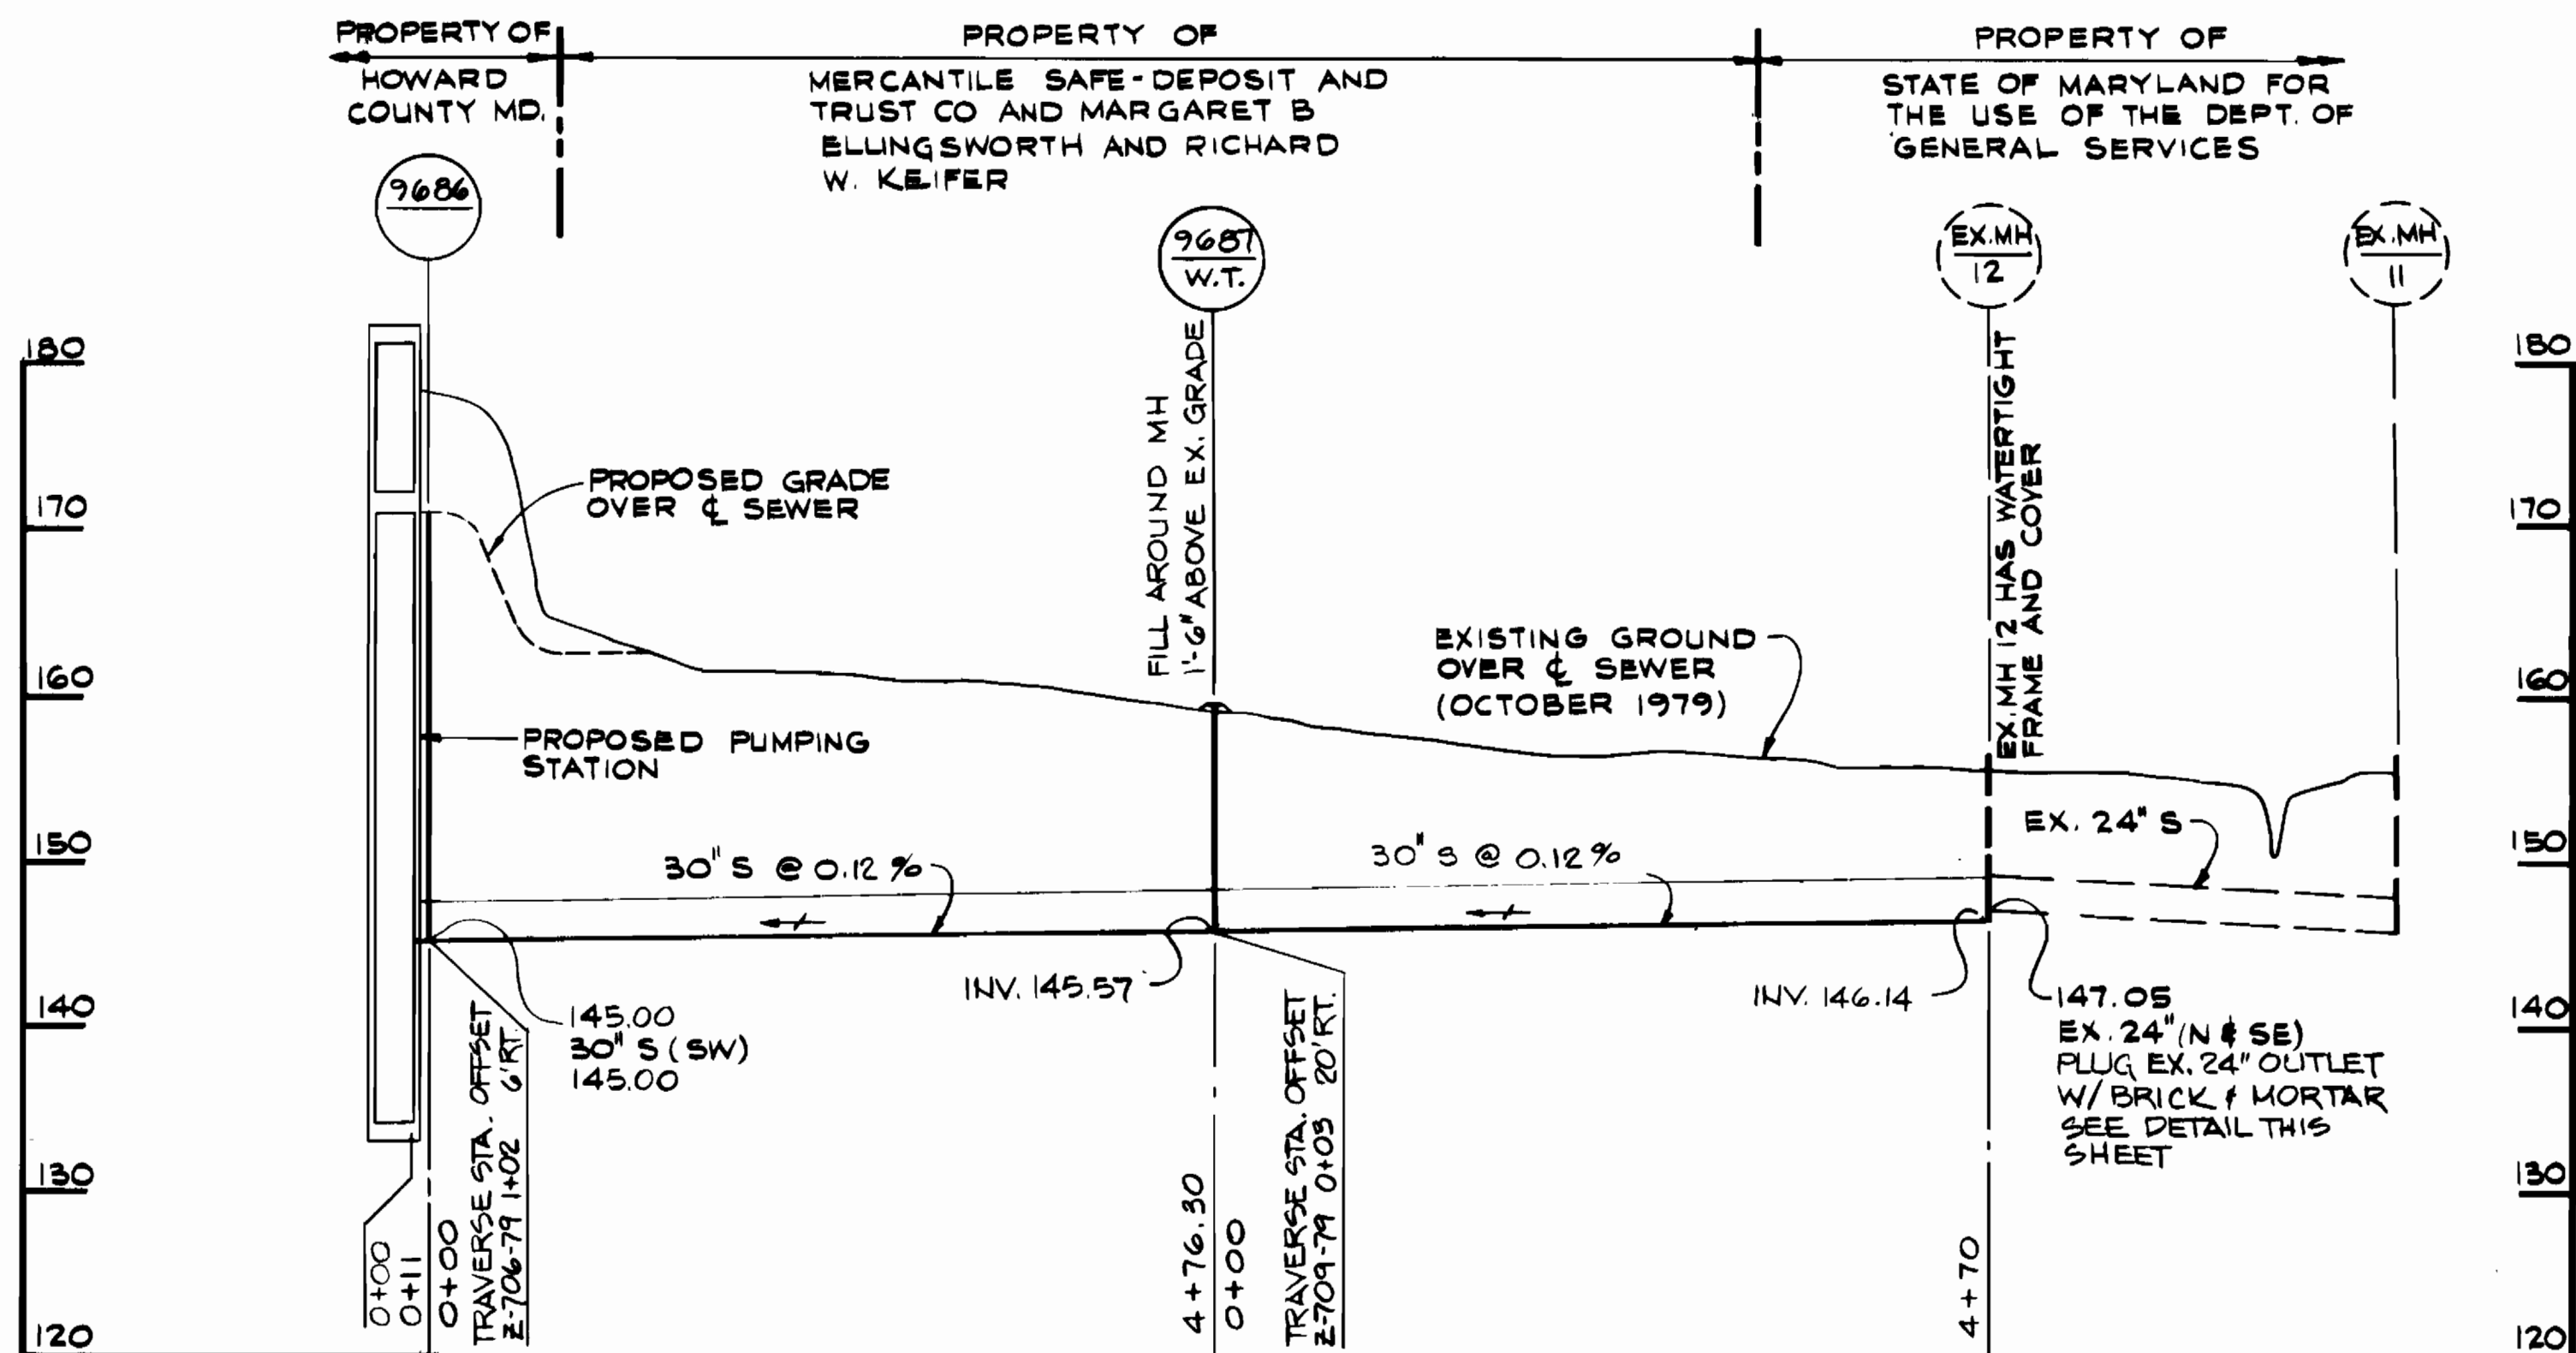 PROPERTY OF
HOWARD
COUNTY MD.
PROPERTY OF
MERCANTILE SAFE-DEPOSIT AND
TRUST CO AND MARGARET B
ELLINGSWORTH AND RICHARD
W. KEIFER
PROPERTY OF
STATE OF MARYLAND FOR
THE USE OF THE DEPT. OF
GENERAL SERVICES
9686
9687
W.T.
EX.MH
12
EX.MH
11
180
170
160
150
140
130
120
180
170
160
150
140
130
120
PROPOSED GRADE
OVER ℄ SEWER
FILL AROUND MH
1'-6" ABOVE EX. GRADE
EX.MH 12 HAS WATERTIGHT
FRAME AND COVER
EXISTING GROUND
OVER ℄ SEWER
(OCTOBER 1979)
PROPOSED PUMPING
STATION
30" S @ 0.12 %
30" S @ 0.12 %
EX. 24" S
145.00
30" S (SW)
145.00
INV. 145.57
INV. 146.14
147.05
EX. 24" (N & SE)
PLUG EX. 24" OUTLET
W/ BRICK & MORTAR
SEE DETAIL THIS
SHEET
0+00
0+11
0+00
TRAVERSE STA. OFFSET
Z-706-79 1+02 6'RT.
4+76.30
0+00
TRAVERSE STA. OFFSET
Z-709-79 0+03 20'RT.
4+70